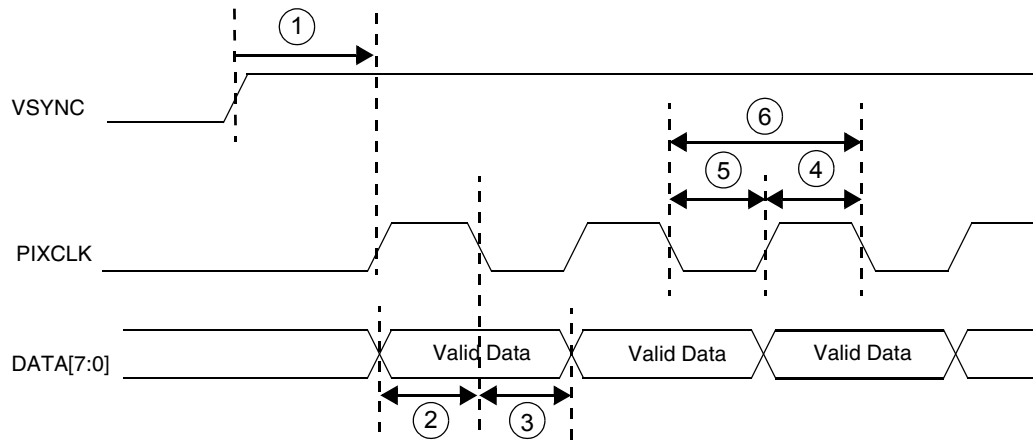 1
VSYNC
6
5
4
PIXCLK
DATA[7:0]
Valid Data
Valid Data
Valid Data
2
3